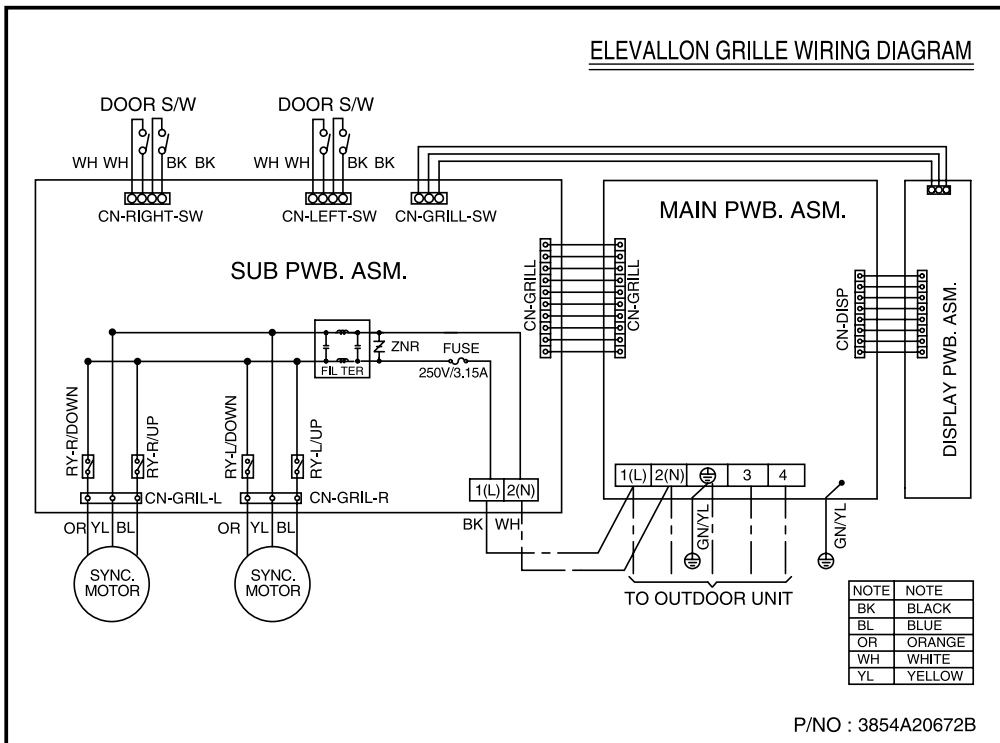 ELEVALLON GRILLE WIRING DIAGRAM
DOOR S/W
DOOR S/W
WH WH
BK BK
WH WH
BK BK
CN-RIGHT-SW
CN-LEFT-SW
CN-GRILL-SW
MAIN PWB. ASM.
SUB PWB. ASM.
CN-GRILL
CN-GRILL
CN-DISP
DISPLAY PWB. ASM.
FIL TER
ZNR
FUSE
250V/3.15A
RY-R/DOWN
RY-R/UP
RY-L/DOWN
RY-L/UP
CN-GRIL-L
CN-GRIL-R
1(L) 2(N)
1(L) 2(N) 3 4
OR YL BL
OR YL BL
BK WH
GN/YL
GN/YL
SYNC.
MOTOR
SYNC.
MOTOR
TO OUTDOOR UNIT
NOTE NOTE
BK BLACK
BL BLUE
OR ORANGE
WH WHITE
YL YELLOW
P/NO : 3854A20672B